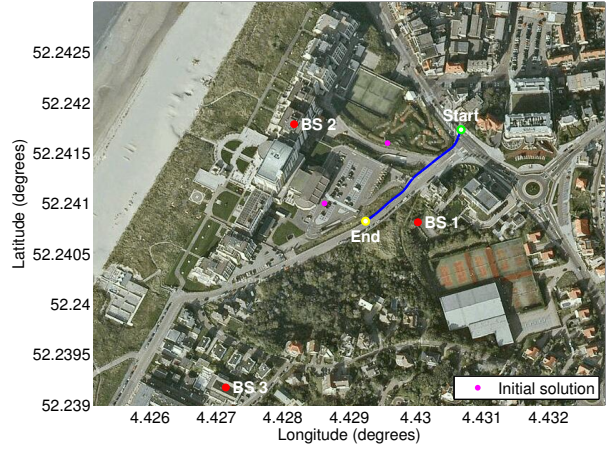 52.2425
52.242
52.2415
52.241
52.2405
52.24
52.2395
52.239
Latitude (degrees)
Start
BS 2
BS 1
End
BS 3
Initial solution
4.426 4.427 4.428 4.429 4.43 4.431 4.432
Longitude (degrees)